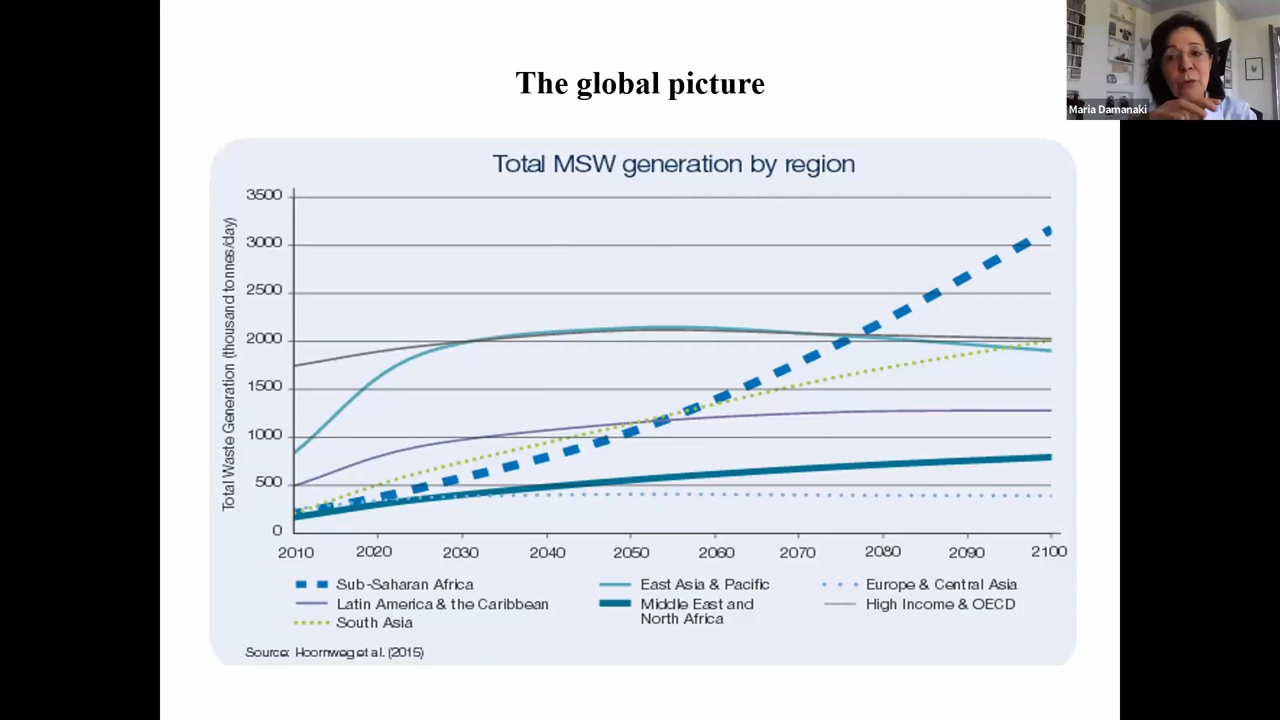 The global picture
Maria Damanaki
Total MSW generation by region
Total Waste Generation (thousand tonnes/day)
3500
3000
2500
2000
1500
1000
500
0
2010 2020 2030 2040 2050 2060 2070 2080 2090 2100
Sub-Saharan Africa
East Asia & Pacific
Europe & Central Asia
Latin America & the Caribbean
Middle East and
North Africa
High Income & OECD
South Asia
Source: Hoornweg et al. (2015)